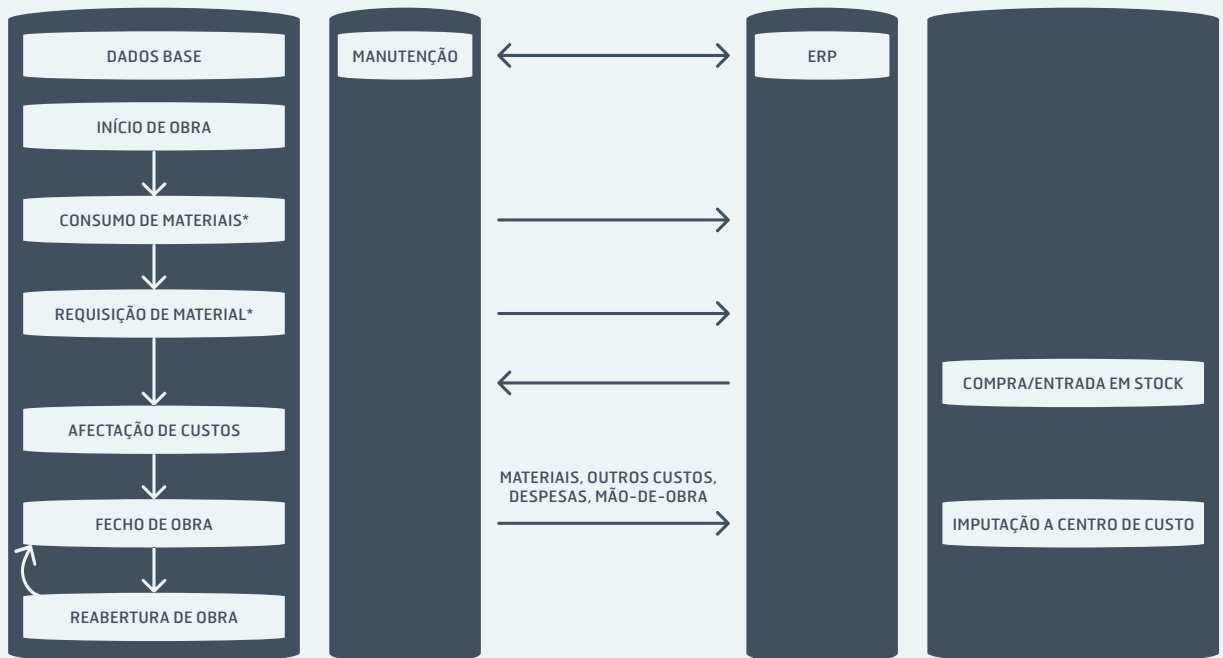 DADOS BASE
MANUTENÇÃO
ERP
INÍCIO DE OBRA
CONSUMO DE MATERIAIS*
REQUISIÇÃO DE MATERIAL*
COMPRA/ENTRADA EM STOCK
AFECTAÇÃO DE CUSTOS
MATERIAIS, OUTROS CUSTOS,
DESPESAS, MÃO-DE-OBRA
FECHO DE OBRA
IMPUTAÇÃO A CENTRO DE CUSTO
REABERTURA DE OBRA